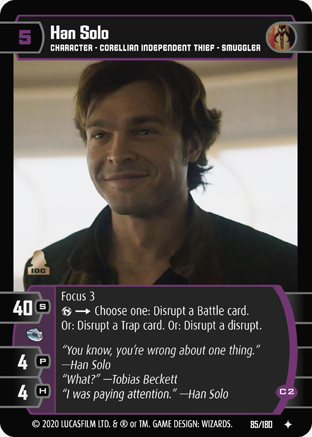 5
Han Solo
CHARACTER • CORELLIAN INDEPENDENT THIEF • SMUGGLER
IDC
40 S
Focus 3
→ Choose one: Disrupt a Battle card.
Or: Disrupt a Trap card. Or: Disrupt a disrupt.
4 P
"You know, you're wrong about one thing."
—Han Solo
"What?" —Tobias Beckett
4 H
"I was paying attention." —Han Solo
C2
© 2020 LUCASFILM LTD. & ® or TM. GAME DESIGN: WIZARDS.
85/180